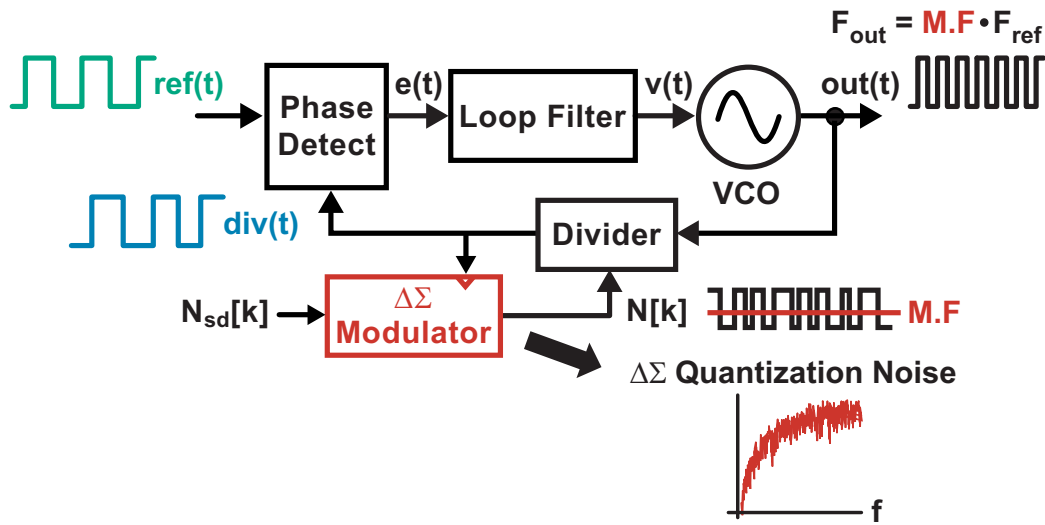 F_out = M.F • F_ref
ref(t)
Phase Detect
e(t)
Loop Filter
v(t)
VCO
out(t)
div(t)
Divider
N_sd[k]
ΔΣ
Modulator
N[k]
M.F
ΔΣ Quantization Noise
f